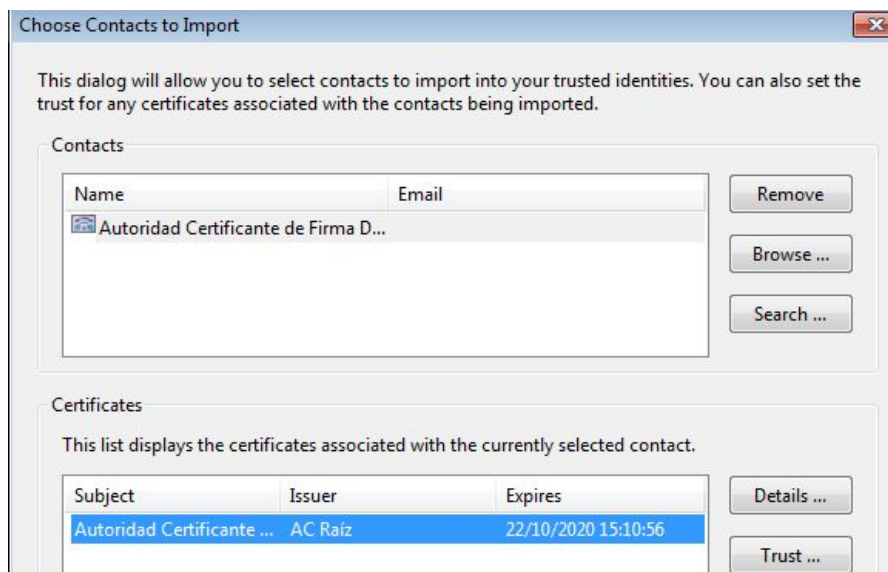 Choose Contacts to Import
This dialog will allow you to select contacts to import into your trusted identities. You can also set the
trust for any certificates associated with the contacts being imported.
Contacts
Name Email
Autoridad Certificante de Firma D...
Remove
Browse ...
Search ...
Certificates
This list displays the certificates associated with the currently selected contact.
Subject Issuer Expires
Autoridad Certificante ... AC Raíz 22/10/2020 15:10:56
Details ...
Trust ...